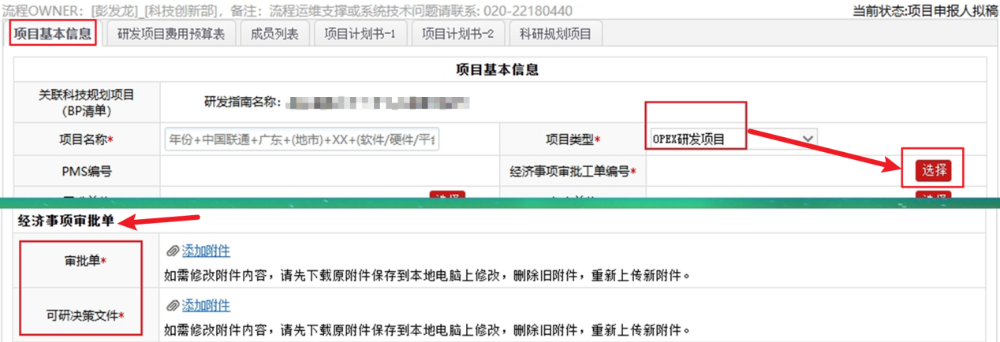 流程OWNER: [彭发龙]_[科技创新部], 备注: 流程运维支撑或系统技术问题请联系: 020-22180440
当前状态:项目申报人拟稿
项目基本信息
研发项目费用预算表
成员列表
项目计划书-1
项目计划书-2
科研规划项目
项目基本信息
关联科技规划项目
(BP清单)
研发指南名称:
项目名称*
年份+中国联通+广东+(地市)+XX+(软件/硬件/平台
项目类型*
OPEX研发项目
PMS编号
经济事项审批工单编号*
选择
选择
选择
经济事项审批单
审批单*
添加附件
如需修改附件内容，请先下载原附件保存到本地电脑上修改，删除旧附件，重新上传新附件。
可研决策文件*
添加附件
如需修改附件内容，请先下载原附件保存到本地电脑上修改，删除旧附件，重新上传新附件。